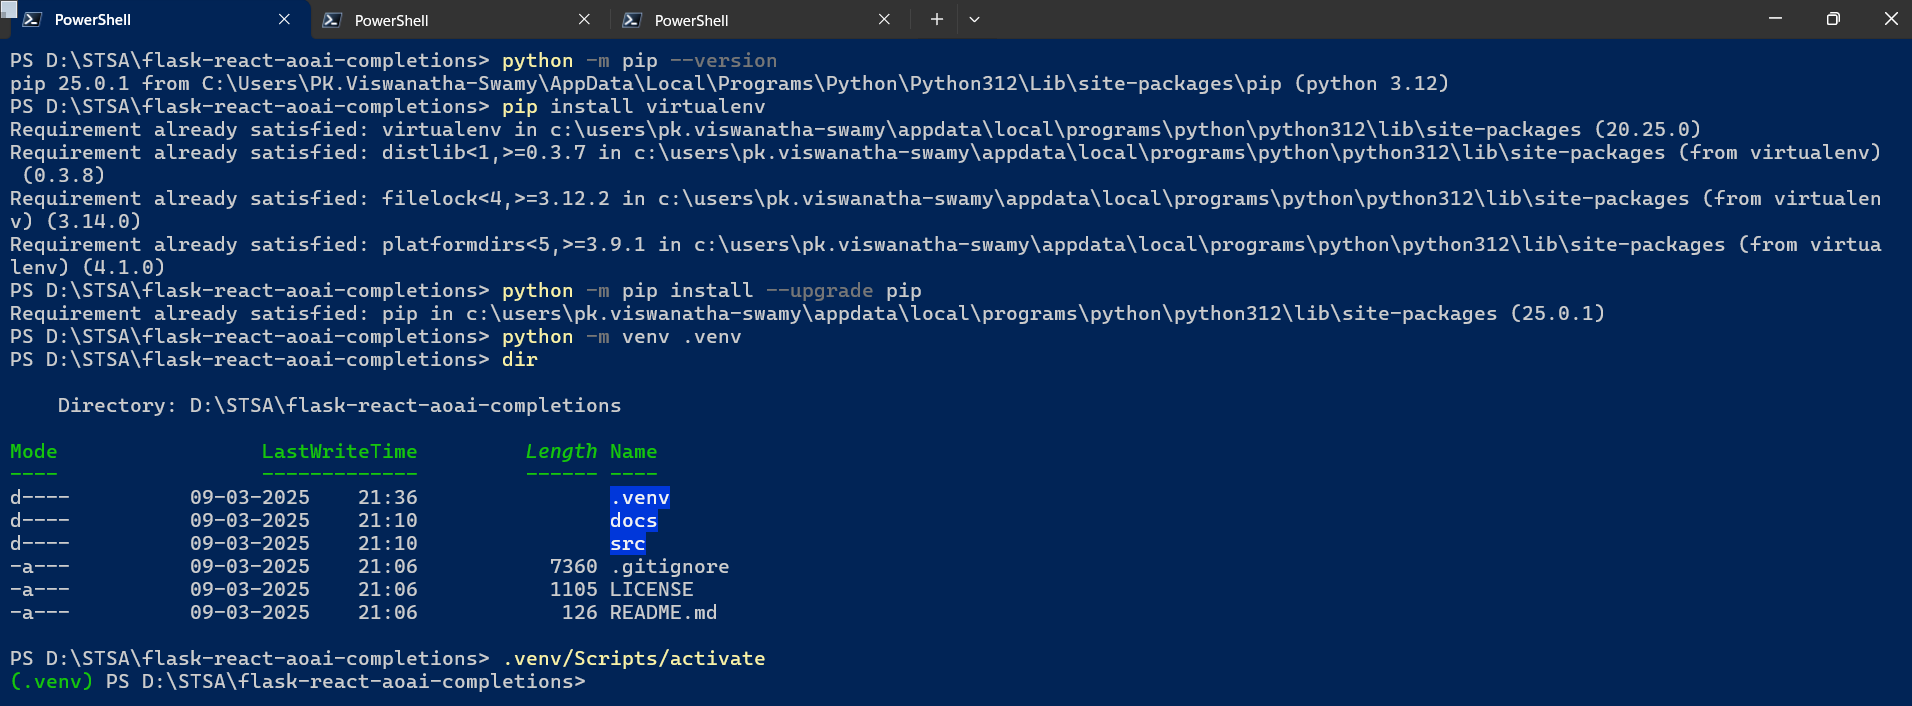 PowerShell
PowerShell
PowerShell
PS D:\STSA\flask-react-aoai-completions> python -m pip --version
pip 25.0.1 from C:\Users\PK.Viswanatha-Swamy\AppData\Local\Programs\Python\Python312\Lib\site-packages\pip (python 3.12)
PS D:\STSA\flask-react-aoai-completions> pip install virtualenv
Requirement already satisfied: virtualenv in c:\users\pk.viswanatha-swamy\appdata\local\programs\python\python312\lib\site-packages (20.25.0)
Requirement already satisfied: distlib<1,>=0.3.7 in c:\users\pk.viswanatha-swamy\appdata\local\programs\python\python312\lib\site-packages (from virtualenv)
 (0.3.8)
Requirement already satisfied: filelock<4,>=3.12.2 in c:\users\pk.viswanatha-swamy\appdata\local\programs\python\python312\lib\site-packages (from virtualen
v) (3.14.0)
Requirement already satisfied: platformdirs<5,>=3.9.1 in c:\users\pk.viswanatha-swamy\appdata\local\programs\python\python312\lib\site-packages (from virtua
lenv) (4.1.0)
PS D:\STSA\flask-react-aoai-completions> python -m pip install --upgrade pip
Requirement already satisfied: pip in c:\users\pk.viswanatha-swamy\appdata\local\programs\python\python312\lib\site-packages (25.0.1)
PS D:\STSA\flask-react-aoai-completions> python -m venv .venv
PS D:\STSA\flask-react-aoai-completions> dir
    Directory: D:\STSA\flask-react-aoai-completions
Mode                 LastWriteTime         Length Name
----                 -------------         ------ ----
d----          09-03-2025    21:36                .venv
d----          09-03-2025    21:10                docs
d----          09-03-2025    21:10                src
-a---          09-03-2025    21:06           7360 .gitignore
-a---          09-03-2025    21:06           1105 LICENSE
-a---          09-03-2025    21:06            126 README.md
PS D:\STSA\flask-react-aoai-completions> .venv/Scripts/activate
(.venv) PS D:\STSA\flask-react-aoai-completions>